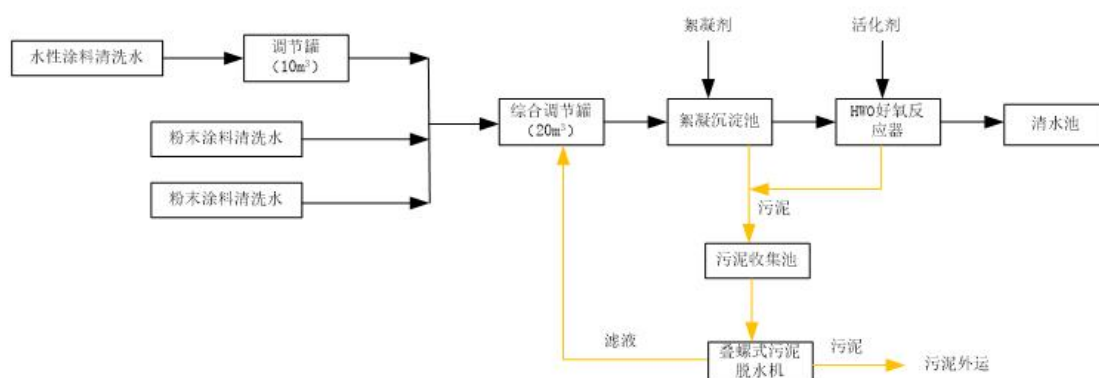 絮凝剂
活化剂
水性涂料清洗水
调节罐
（10m³）
粉末涂料清洗水
粉末涂料清洗水
综合调节罐
（20m³）
絮凝沉淀池
HWO好氧反
应器
清水池
污泥
污泥收集池
滤液
叠螺式污泥
脱水机
污泥
污泥外运